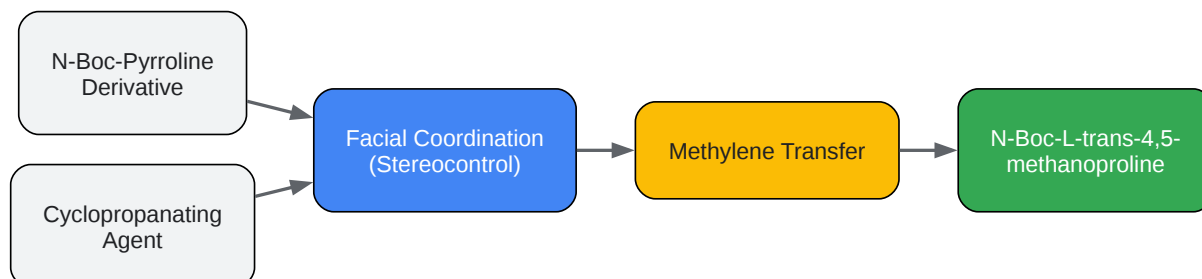 N-Boc-Pyrroline
Derivative
Cyclopropanating
Agent
Facial Coordination
(Stereocontrol)
Methylene Transfer
N-Boc-L-trans-4,5-
methanoproline